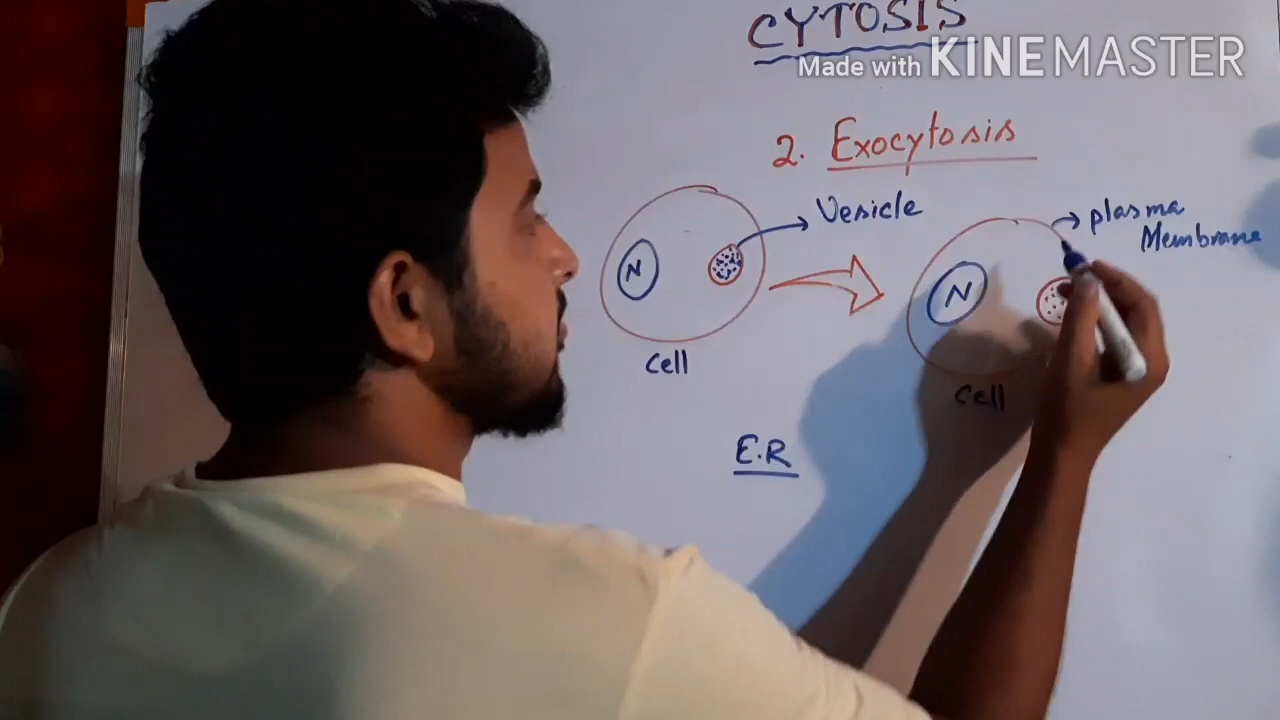 CYTOSIS
Made with KINEMASTER
2. Exocytosis
Vesicle
plasma
Membrane
N
N
cell
cell
E.R